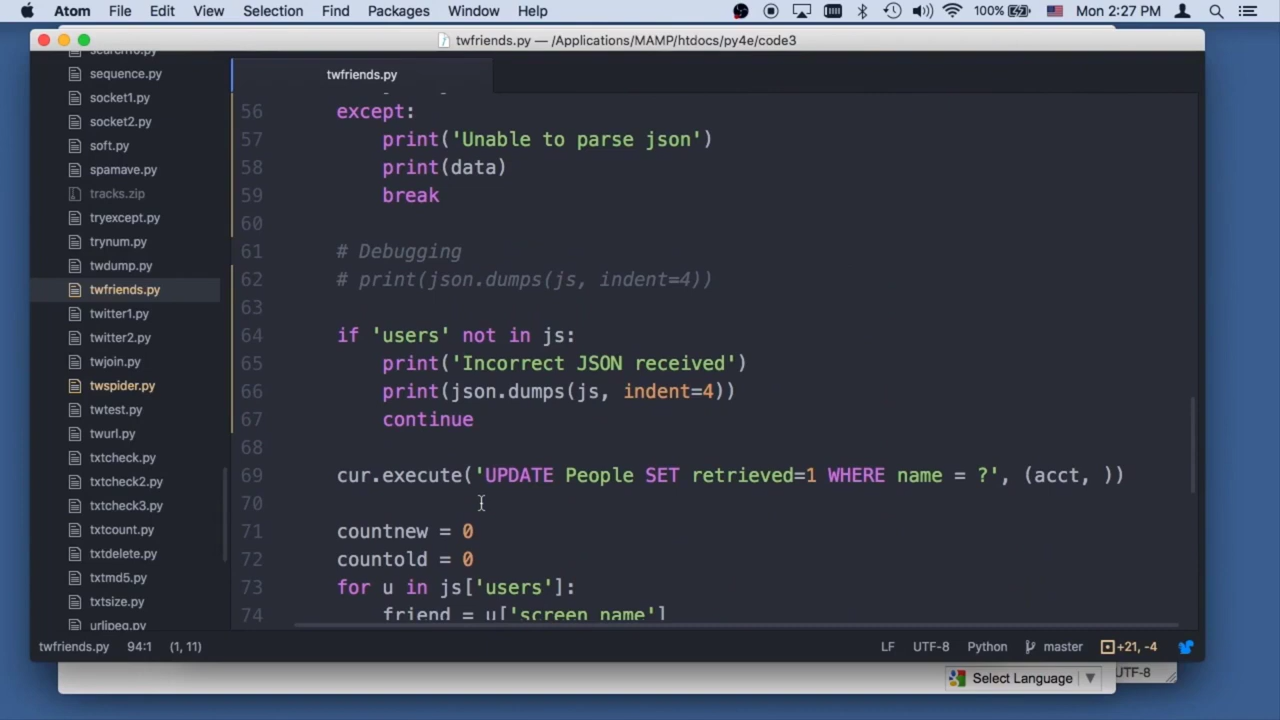 Atom File Edit View Selection Find Packages Window Help 100% Mon 2:27 PM
twfriends.py — /Applications/MAMP/htdocs/py4e/code3
twfriends.py
sequence.py
socket1.py
socket2.py
soft.py
spamave.py
tracks.zip
tryexcept.py
trynum.py
twdump.py
twfriends.py
twitter1.py
twitter2.py
twjoin.py
twspider.py
twtest.py
twurl.py
txtcheck.py
txtcheck2.py
txtcheck3.py
txtcount.py
txtdelete.py
txtmd5.py
txtsize.py
urljpeg.py
56 except:
57 print('Unable to parse json')
58 print(data)
59 break
60
61 # Debugging
62 # print(json.dumps(js, indent=4))
63
64 if 'users' not in js:
65 print('Incorrect JSON received')
66 print(json.dumps(js, indent=4))
67 continue
68
69 cur.execute('UPDATE People SET retrieved=1 WHERE name = ?', (acct, ))
70
71 countnew = 0
72 countold = 0
73 for u in js['users']:
74 friend = u['screen_name']
twfriends.py 94:1 (1, 11) LF UTF-8 Python master +21, -4
Select Language ▼ UTF-8